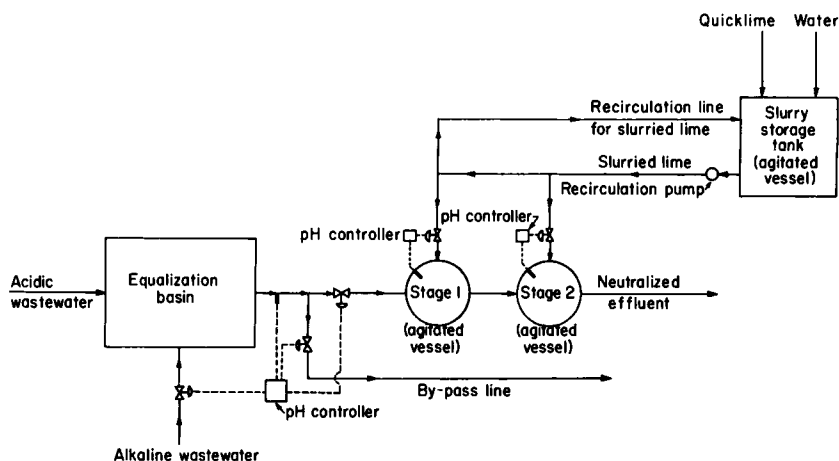 Quicklime Water
Recirculation line
for slurried lime
Slurry
storage
tank
(agitated
vessel)
Slurried lime
Recirculation pump
pH controller
pH controller
Acidic
wastewater
Equalization
basin
Stage 1
(agitated
vessel)
Stage 2
(agitated
vessel)
Neutralized
effluent
By-pass line
pH controller
Alkaline wastewater